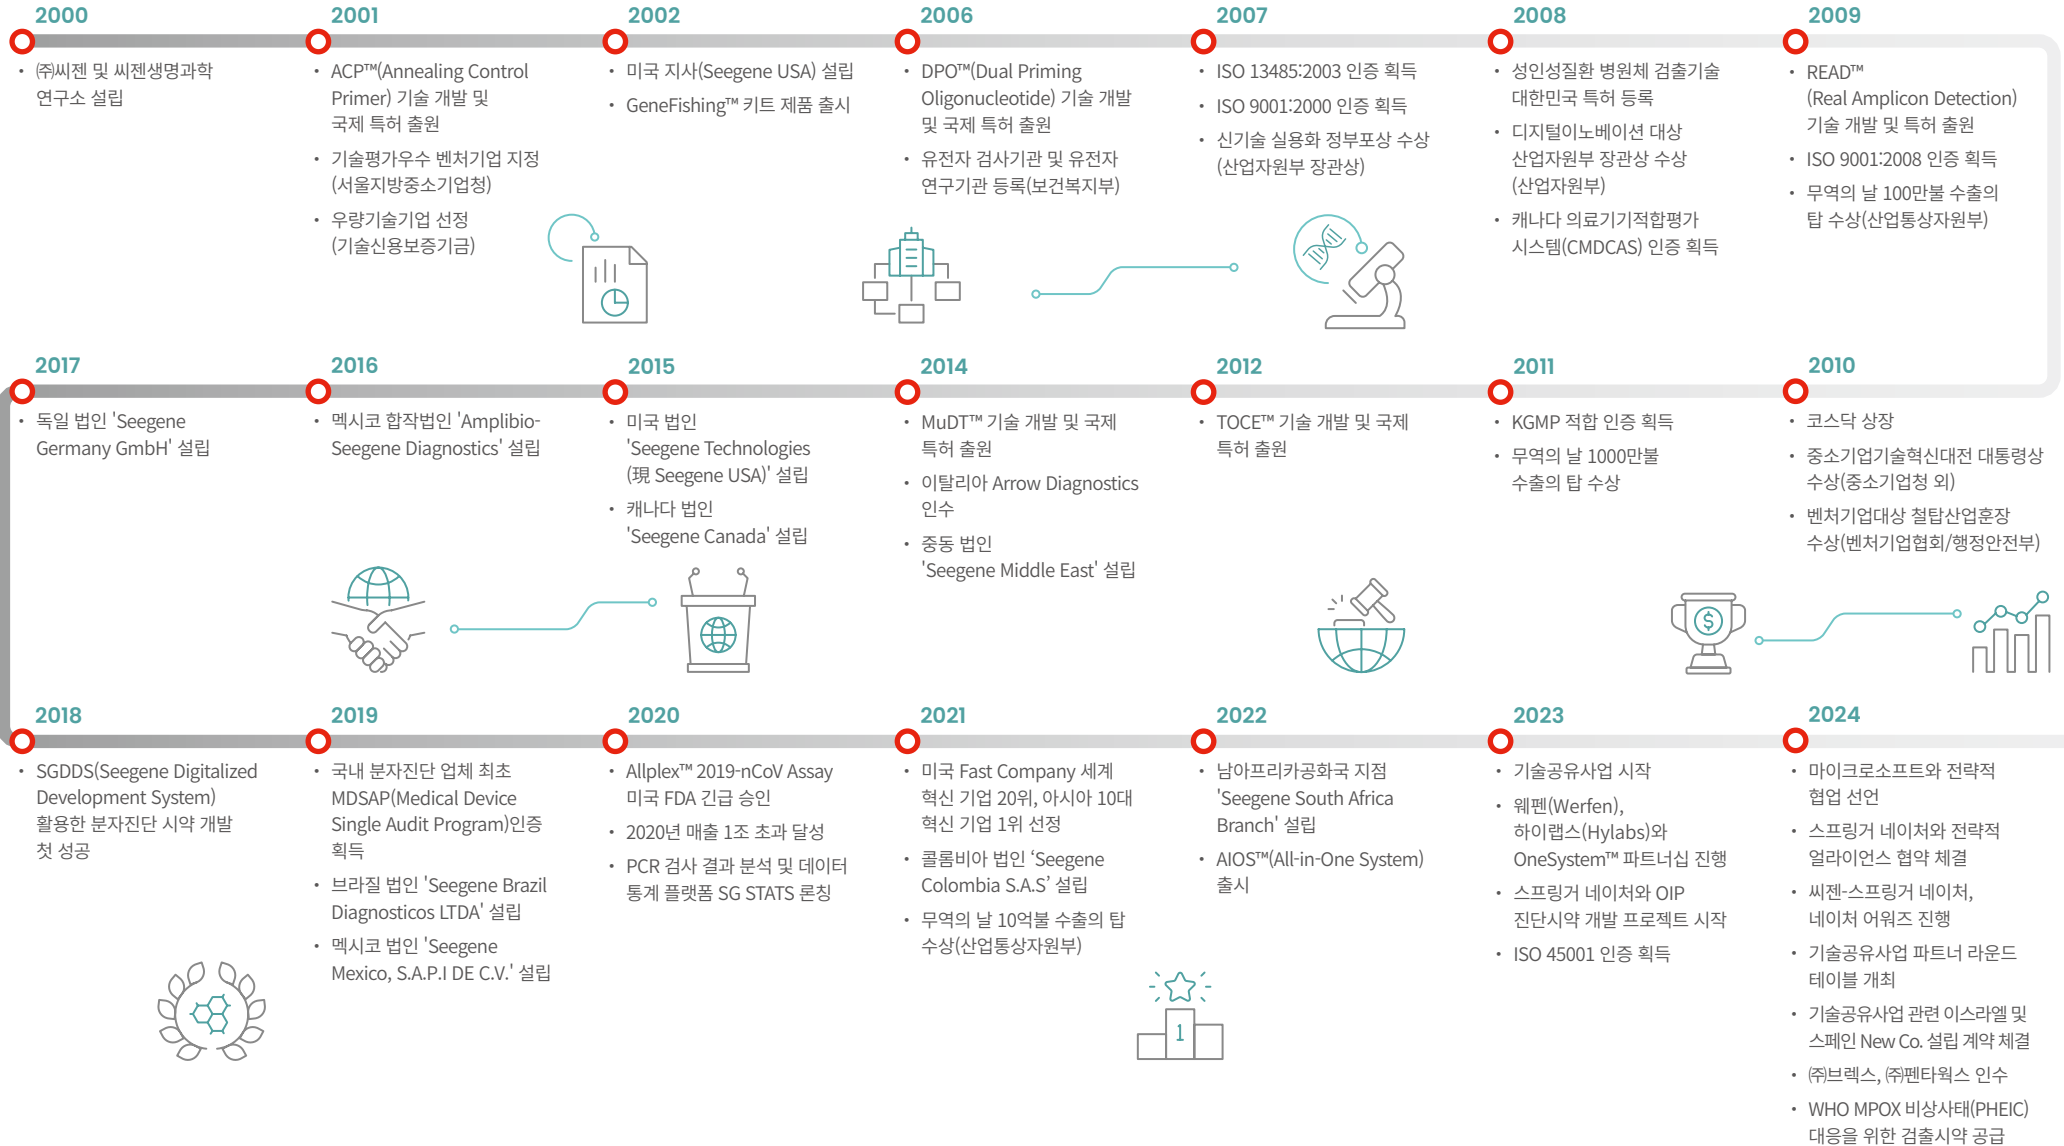 2000
• ㈜씨젠 및 씨젠생명과학
연구소 설립
2001
• ACP™(Annealing Control
Primer) 기술 개발 및
국제 특허 출원
• 기술평가우수 벤처기업 지정
(서울지방중소기업청)
• 우량기술기업 선정
(기술신용보증기금)
2002
• 미국 지사(Seegene USA) 설립
• GeneFishing™ 키트 제품 출시
2006
• DPO™(Dual Priming
Oligonucleotide) 기술 개발
및 국제 특허 출원
• 유전자 검사기관 및 유전자
연구기관 등록(보건복지부)
2007
• ISO 13485:2003 인증 획득
• ISO 9001:2000 인증 획득
• 신기술 실용화 정부포상 수상
(산업자원부 장관상)
2008
• 성인성질환 병원체 검출기술
대한민국 특허 등록
• 디지털이노베이션 대상
산업자원부 장관상 수상
(산업자원부)
• 캐나다 의료기기적합평가
시스템(CMDCAS) 인증 획득
2009
• READ™
(Real Amplicon Detection)
기술 개발 및 특허 출원
• ISO 9001:2008 인증 획득
• 무역의 날 100만불 수출의
탑 수상(산업통상자원부)
2017
• 독일 법인 'Seegene
Germany GmbH' 설립
2016
• 멕시코 합작법인 'Amplibio-
Seegene Diagnostics' 설립
2015
• 미국 법인
'Seegene Technologies
(現 Seegene USA)' 설립
• 캐나다 법인
'Seegene Canada' 설립
2014
• MuDT™ 기술 개발 및 국제
특허 출원
• 이탈리아 Arrow Diagnostics
인수
• 중동 법인
'Seegene Middle East' 설립
2012
• TOCE™ 기술 개발 및 국제
특허 출원
2011
• KGMP 적합 인증 획득
• 무역의 날 1000만불
수출의 탑 수상
2010
• 코스닥 상장
• 중소기업기술혁신대전 대통령상
수상(중소기업청 외)
• 벤처기업대상 철탑산업훈장
수상(벤처기업협회/행정안전부)
$
2018
• SGDDS(Seegene Digitalized
Development System)
활용한 분자진단 시약 개발
첫 성공
2019
• 국내 분자진단 업체 최초
MDSAP(Medical Device
Single Audit Program)인증
획득
• 브라질 법인 'Seegene Brazil
Diagnosticos LTDA' 설립
• 멕시코 법인 'Seegene
Mexico, S.A.P.I DE C.V.' 설립
2020
• Allplex™ 2019-nCoV Assay
미국 FDA 긴급 승인
• 2020년 매출 1조 초과 달성
• PCR 검사 결과 분석 및 데이터
통계 플랫폼 SG STATS 론칭
2021
• 미국 Fast Company 세계
혁신 기업 20위, 아시아 10대
혁신 기업 1위 선정
• 콜롬비아 법인 ‘Seegene
Colombia S.A.S’ 설립
• 무역의 날 10억불 수출의 탑
수상(산업통상자원부)
1
2022
• 남아프리카공화국 지점
'Seegene South Africa
Branch' 설립
• AIOS™(All-in-One System)
출시
2023
• 기술공유사업 시작
• 웨펜(Werfen),
하이랩스(Hylabs)와
OneSystem™ 파트너십 진행
• 스프링거 네이처와 OIP
진단시약 개발 프로젝트 시작
• ISO 45001 인증 획득
2024
• 마이크로소프트와 전략적
협업 선언
• 스프링거 네이처와 전략적
얼라이언스 협약 체결
• 씨젠-스프링거 네이처,
네이처 어워즈 진행
• 기술공유사업 파트너 라운드
테이블 개최
• 기술공유사업 관련 이스라엘 및
스페인 New Co. 설립 계약 체결
• ㈜브렉스, ㈜펜타웍스 인수
• WHO MPOX 비상사태(PHEIC)
대응을 위한 검출시약 공급